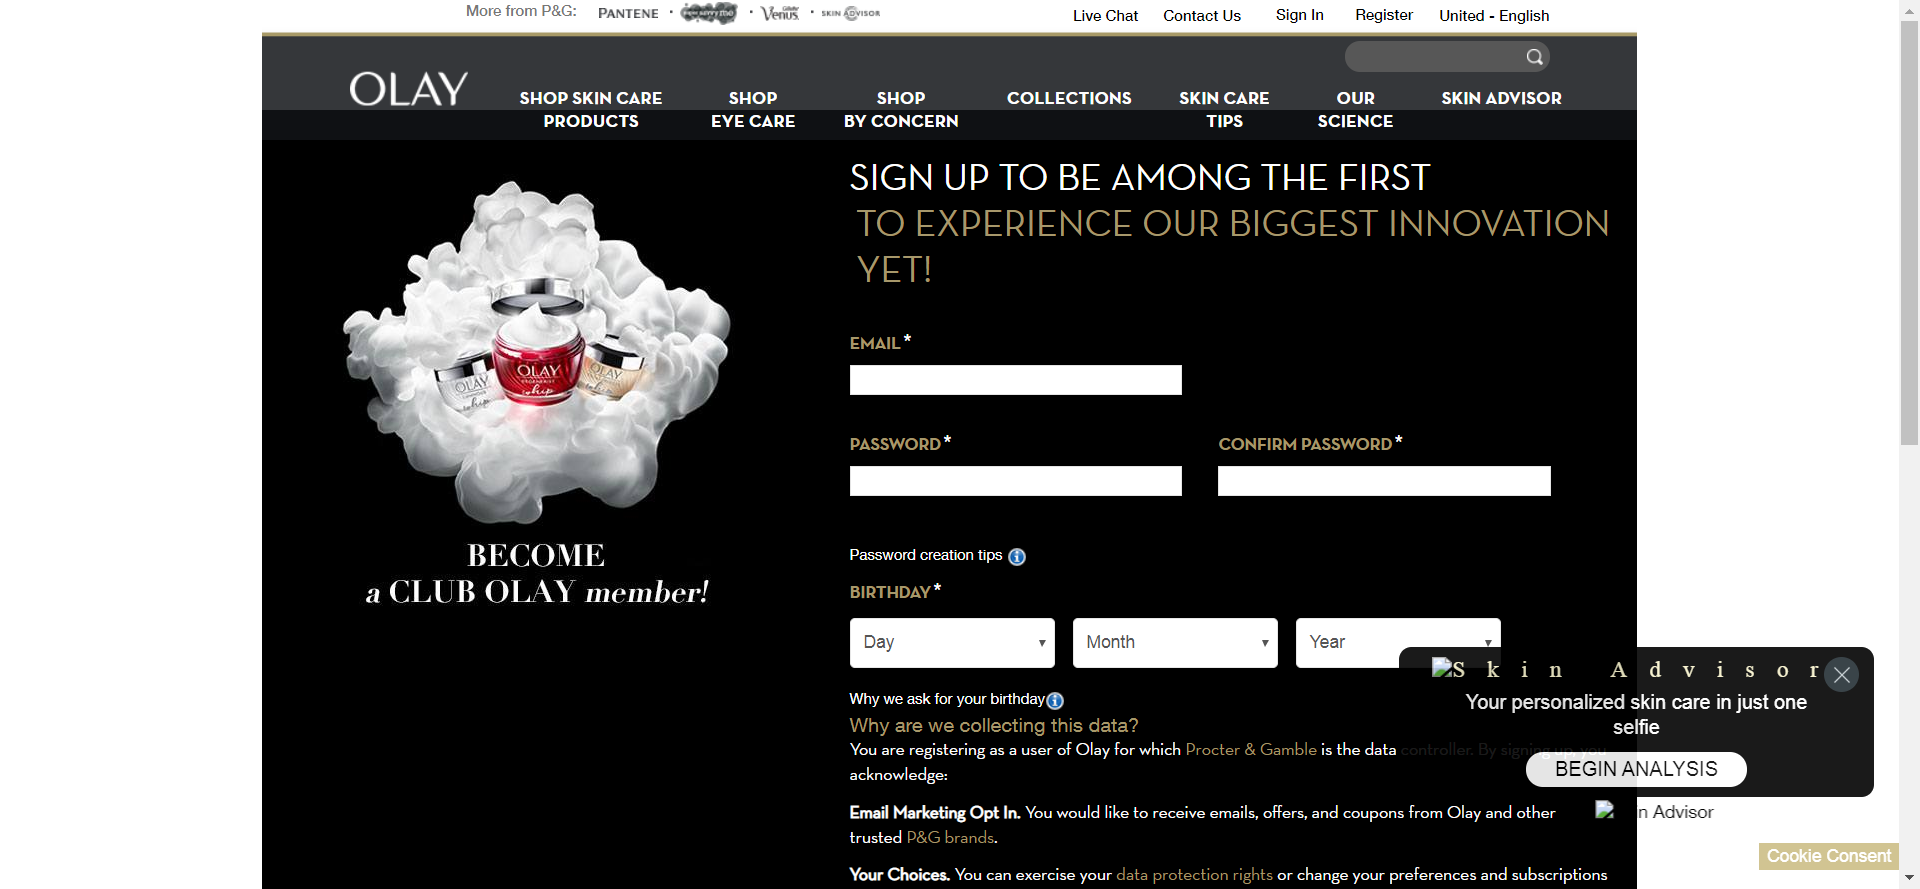 More from P&G: PANTENE • • Venus • SKIN ADVISOR
Live Chat Contact Us Sign In Register United - English
OLAY
SHOP SKIN CARE PRODUCTS
SHOP EYE CARE
SHOP BY CONCERN
COLLECTIONS
SKIN CARE TIPS
OUR SCIENCE
SKIN ADVISOR
SIGN UP TO BE AMONG THE FIRST
TO EXPERIENCE OUR BIGGEST INNOVATION
YET!
OLAY
whip
OLAY
REGENERIST
whip
OLAY
whip
BECOME
a CLUB OLAY member!
EMAIL*
PASSWORD*
CONFIRM PASSWORD*
Password creation tips
BIRTHDAY*
Day
Month
Year
Why we ask for your birthday
Why are we collecting this data?
You are registering as a user of Olay for which Procter & Gamble is the data controller. By signing up, you
acknowledge:
Email Marketing Opt In. You would like to receive emails, offers, and coupons from Olay and other
trusted P&G brands.
Your Choices. You can exercise your data protection rights or change your preferences and subscriptions
Skin Advisor
Your personalized skin care in just one
selfie
BEGIN ANALYSIS
n Advisor
Cookie Consent